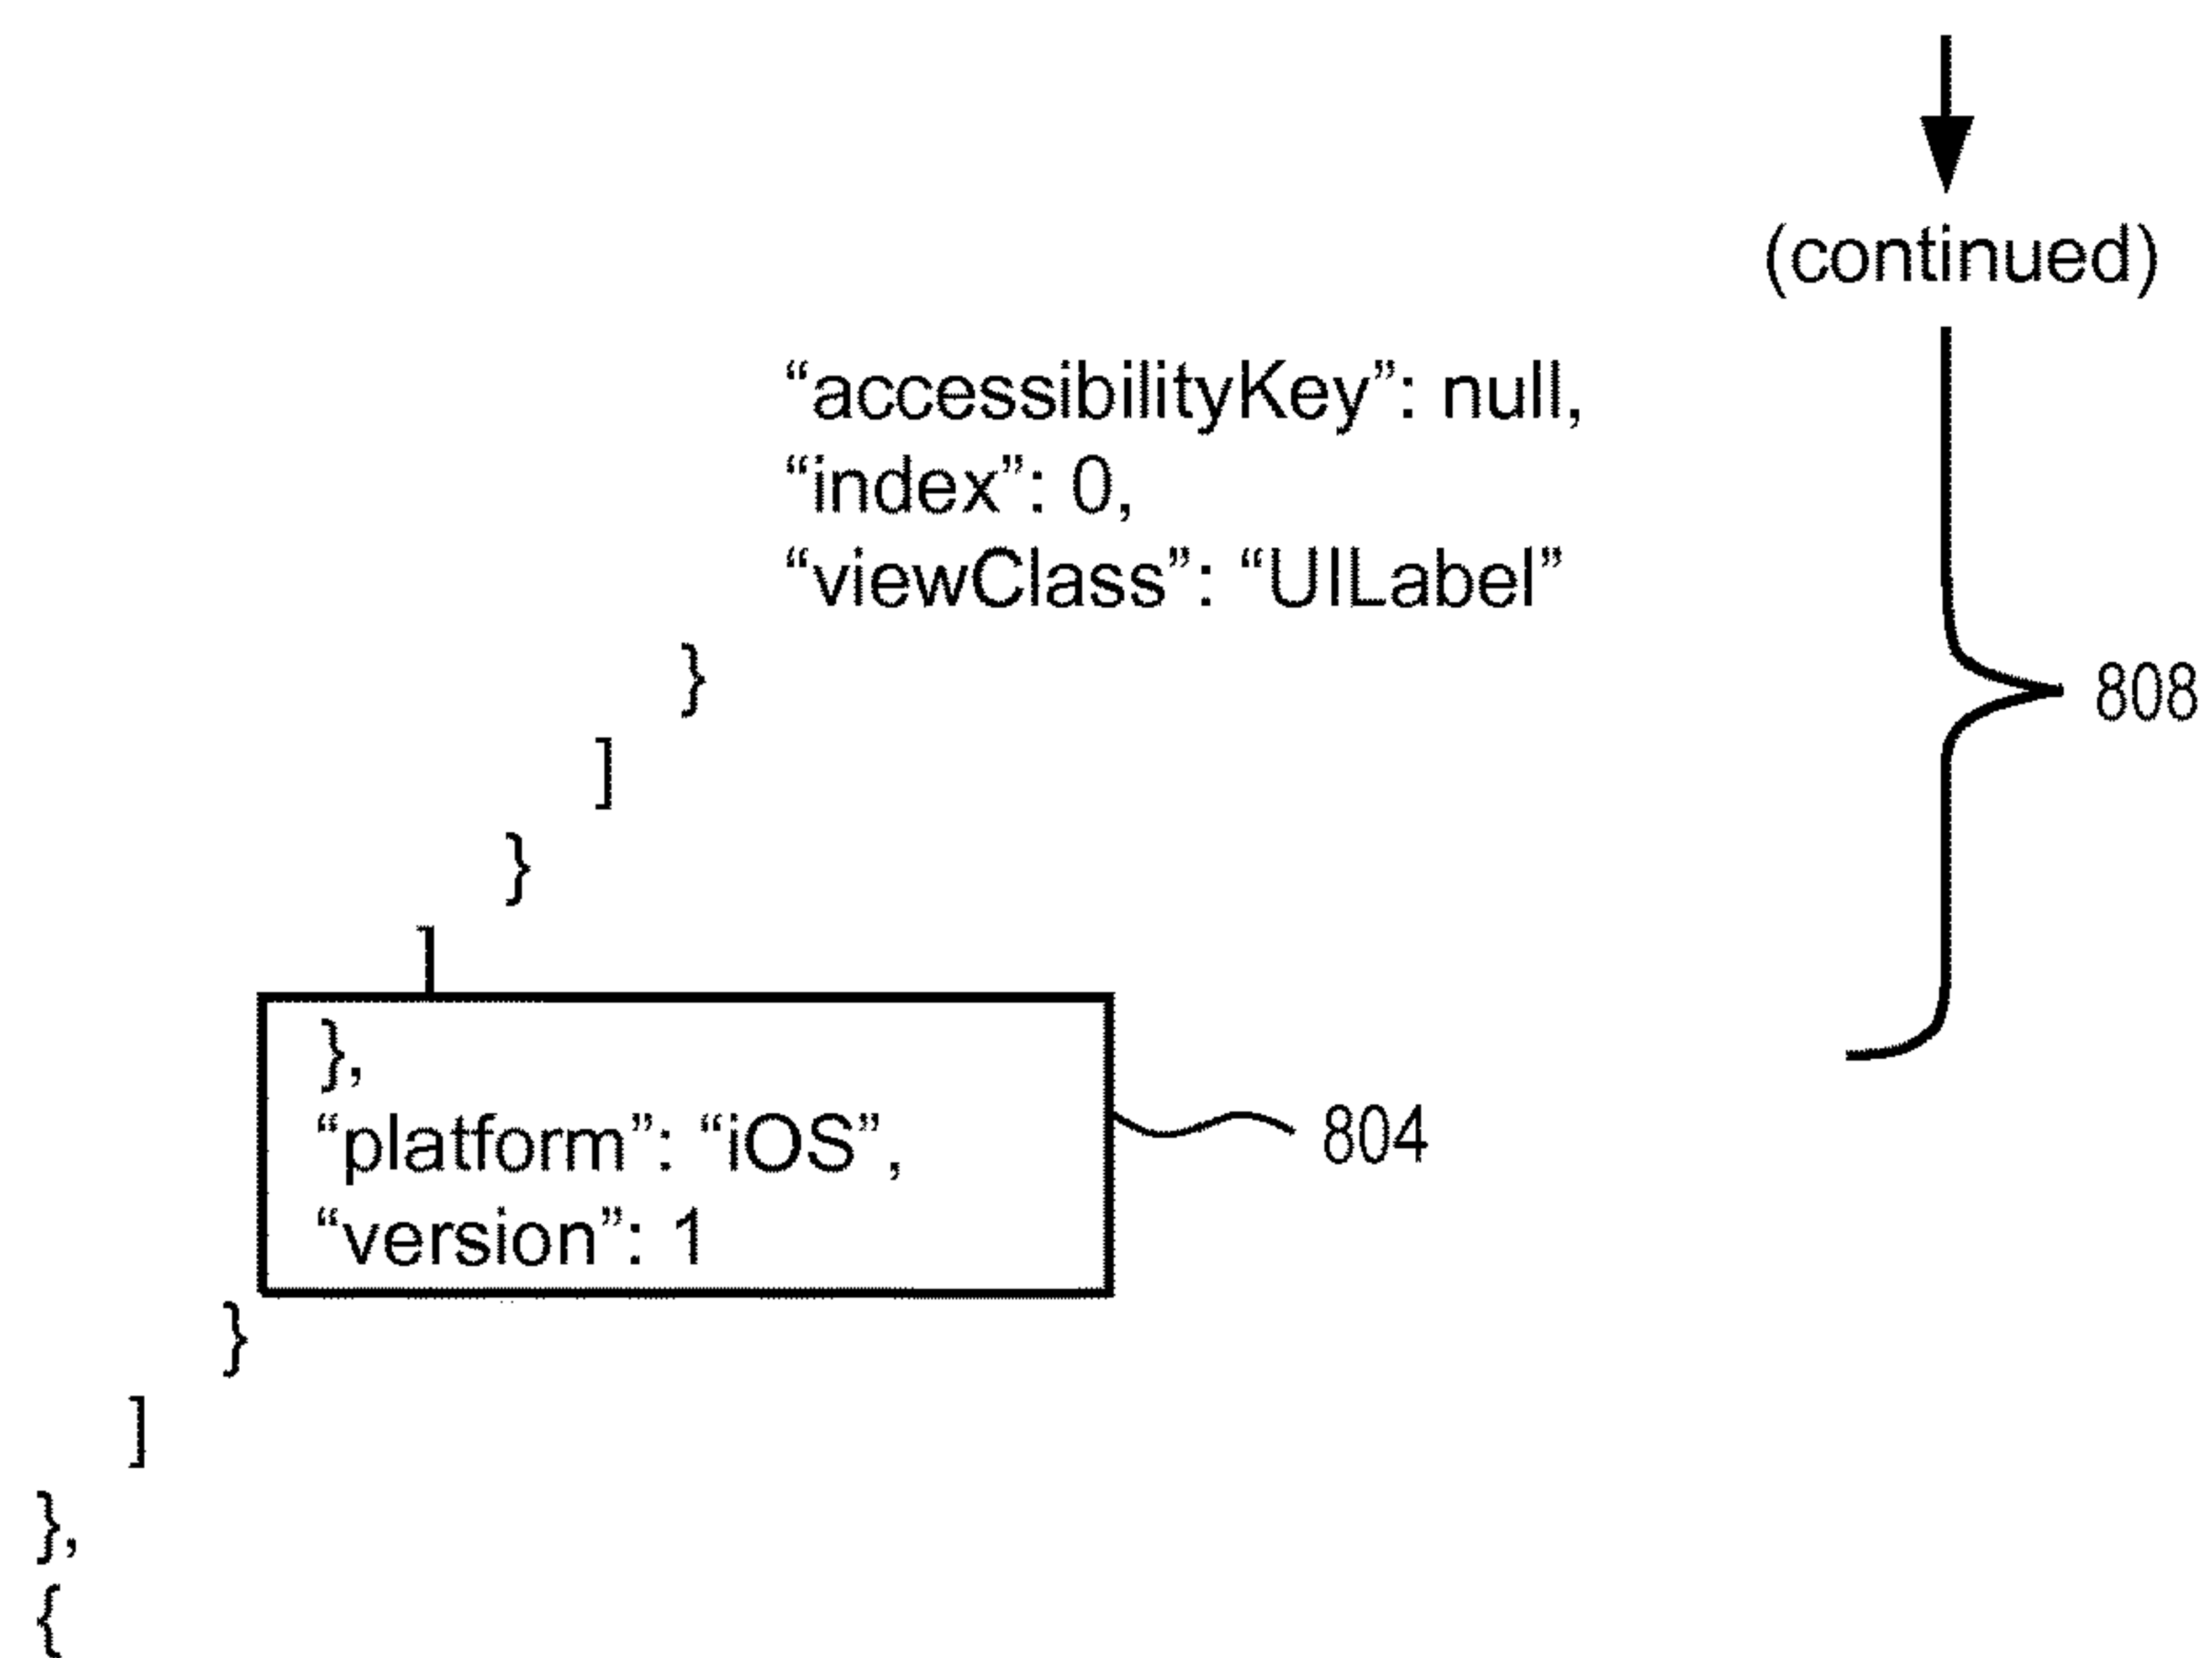 (continued)
“accessibilityKey”: null,
“index”: 0,
“viewClass”: “UILabel”
}
808
]
}
]
},
“platform”: “iOS”,
804
“version”: 1
}
]
},
{